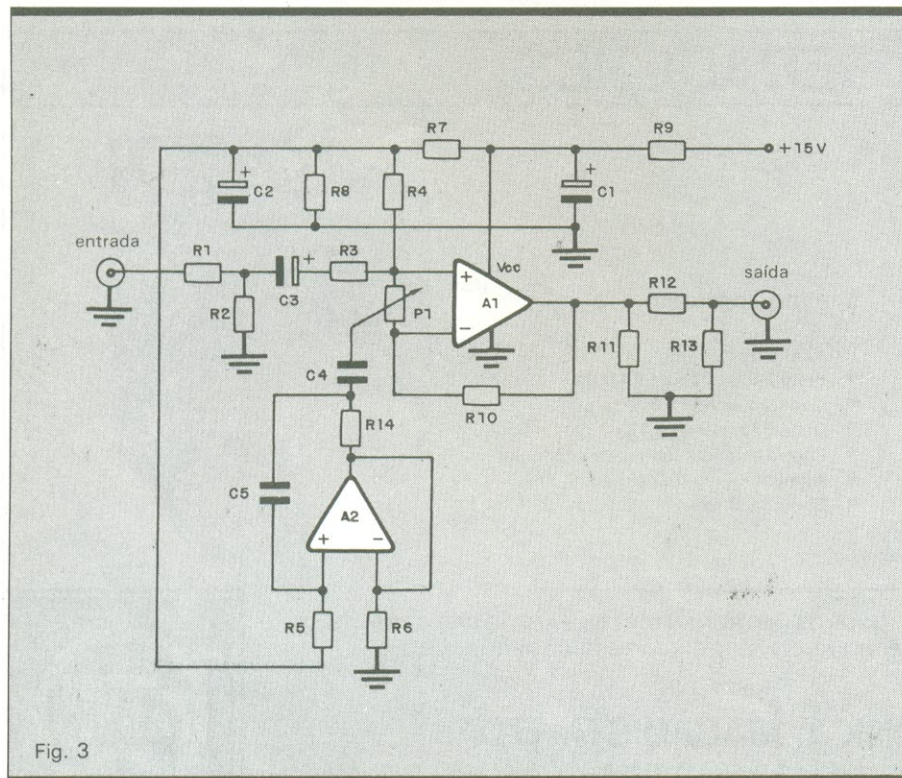 R7
R9
+15V
C2
+
R8
R4
+
C1
entrada
R1
C3
+
R3
+
Vcc
A1
R12
saída
R2
P1
−
R11
R13
C4
R10
R14
C5
A2
+
−
R5
R6
Fig. 3